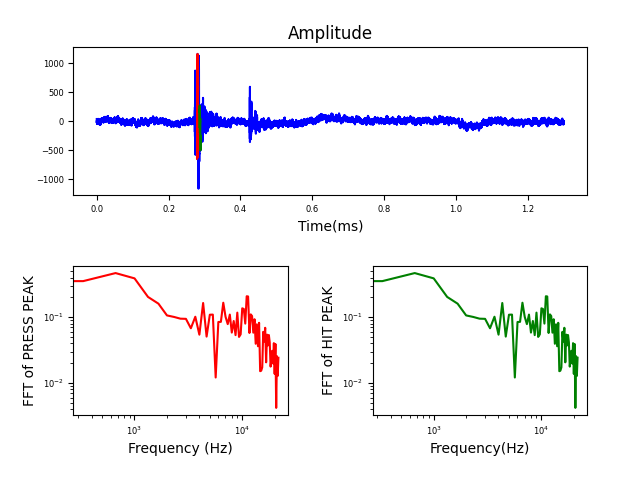 Amplitude
1000
500
0
−500
−1000
0.0 0.2 0.4 0.6 0.8 1.0 1.2
Time(ms)
FFT of PRESS PEAK
10⁻¹
10⁻²
10³ 10⁴
Frequency (Hz)
FFT of HIT PEAK
10⁻¹
10⁻²
10³ 10⁴
Frequency(Hz)